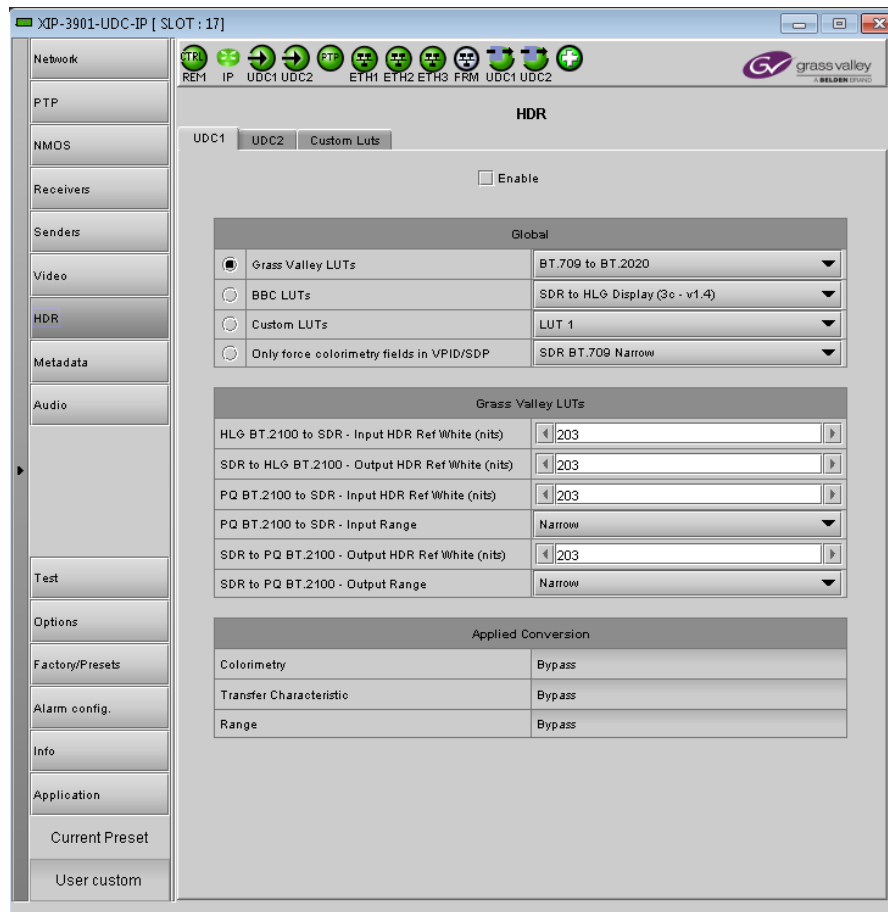 XIP-3901-UDC-IP [ SLOT : 17]
Network
PTP
NMOS
Receivers
Senders
Video
HDR
Metadata
Audio
Test
Options
Factory/Presets
Alarm config.
Info
Application
Current Preset
User custom
CTRL PTP
REM IP UDC1 UDC2 ETH1 ETH2 ETH3 FRM UDC1 UDC2
GV grass valley
A BELDEN BRAND
HDR
UDC1 UDC2 Custom Luts
Enable
Global
Grass Valley LUTs BT.709 to BT.2020
BBC LUTs SDR to HLG Display (3c - v1.4)
Custom LUTs LUT 1
Only force colorimetry fields in VPID/SDP SDR BT.709 Narrow
Grass Valley LUTs
HLG BT.2100 to SDR - Input HDR Ref White (nits) 203
SDR to HLG BT.2100 - Output HDR Ref White (nits) 203
PQ BT.2100 to SDR - Input HDR Ref White (nits) 203
PQ BT.2100 to SDR - Input Range Narrow
SDR to PQ BT.2100 - Output HDR Ref White (nits) 203
SDR to PQ BT.2100 - Output Range Narrow
Applied Conversion
Colorimetry Bypass
Transfer Characteristic Bypass
Range Bypass